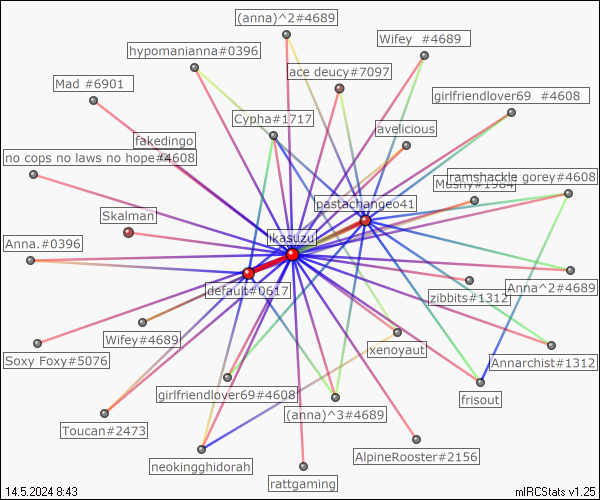 (anna)^2#4689
Wifey  #4689
hypomanianna#0396
ace deucy#7097
Mad #6901
girlfriendlover69  #4608
Cypha#1717
avelicious
fakedingo
no cops no laws no hope#4608
ramshackle gorey#4608
Mushy#1984
pastachangeo41
Skalman
ikasuzu
Anna.#0396
default#0617
Anna^2#4689
zibbits#1312
Wifey#4689
xenoyaut
Soxy Foxy#5076
Annarchist#1312
girlfriendlover69#4608
frisout
(anna)^3#4689
Toucan#2473
AlpineRooster#2156
neokingghidorah
rattgaming
14.5.2024 8:43
mIRCStats v1.25